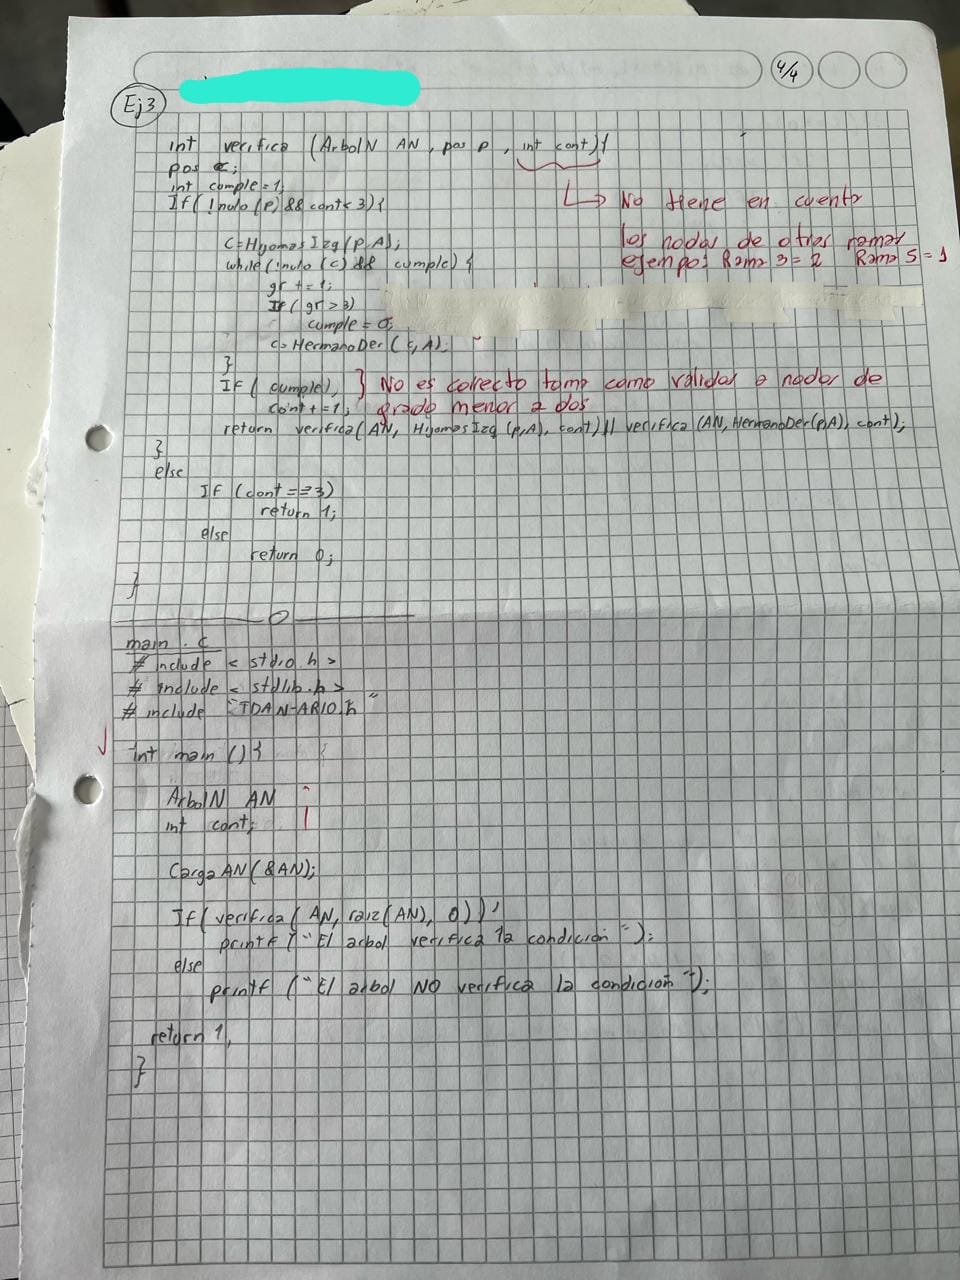 4/4
Ej3
int verifica (ArbolN AN, pos p, int cont){
pos c;
int cumple = 1;
If (!nulo (p) && cont < 3) {
↳ No tiene en cuenta
los nodos de otras ramas
ejempo: Rama 3 = 2 Rama 5 = 1
C=HijomasIzq(P,A);
while (!nulo (c) && cumple) {
gr += 1;
If (gr > 3)
cumple = 0;
c= HermanoDer (c, A);
}
If (cumple) } No es correcto toma como válidos a nodos de
cont += 1; grado menor a dos
return verifica(AN, HijomasIzq (p,A), cont) || verifica (AN, HermanoDer(p,A), cont);
}
else
If (cont == 3)
return 1;
else
return 0;
}
main.c
# include < stdio.h >
# include < stdlib.h >
# include "TDAN-ARIO.h"
int main () {
ArbolN AN
int cont;
Carga AN (&AN);
If (verifica( AN, raiz(AN), 0))
printf ("El arbol verifica la condición");
else
printf ("El arbol NO verifica la condicion");
return 1;
}